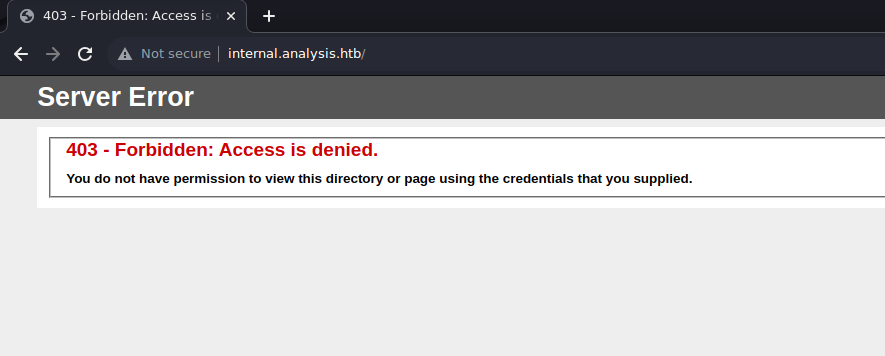 403 - Forbidden: Access is
Not secure internal.analysis.htb/
Server Error
403 - Forbidden: Access is denied.
You do not have permission to view this directory or page using the credentials that you supplied.